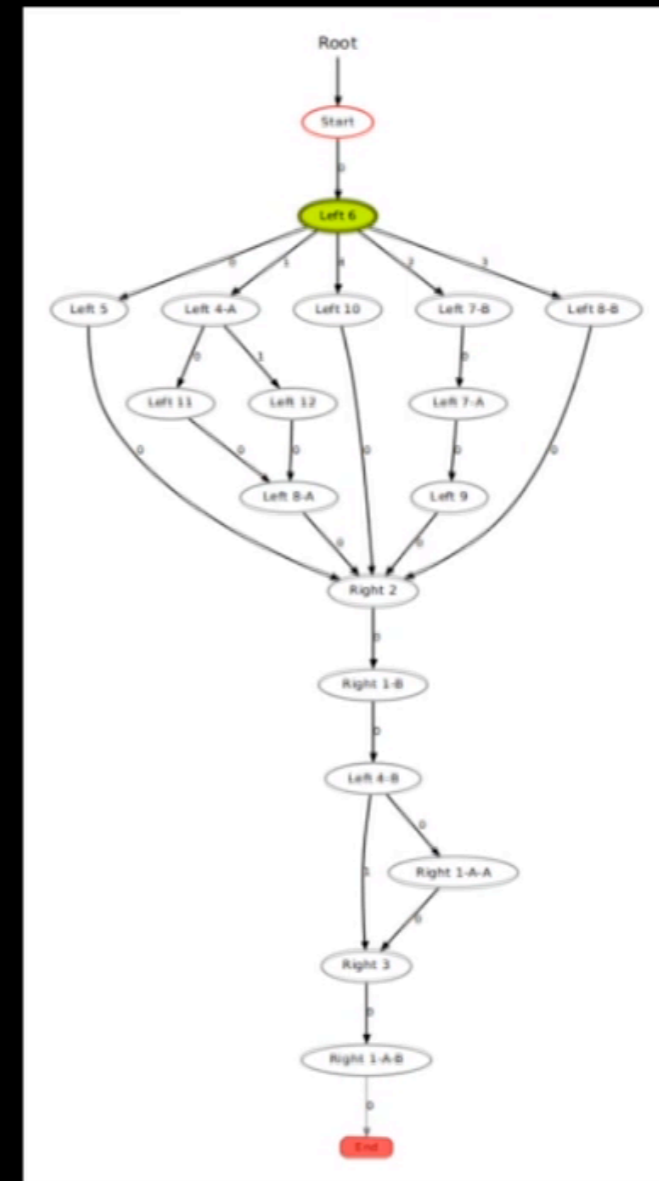 Root
Start
0
Left 6
0 1 4 2 3
Left 5 Left 4-A Left 10 Left 7-B Left 8-B
0 1 0
Left 11 Left 12 Left 7-A
0 0 0 0 0 0
Left 8-A Left 9
0 0
Right 2
0
Right 1-B
0
Left 4-B
0
1 Right 1-A-A
0
Right 3
0
Right 1-A-B
0
End